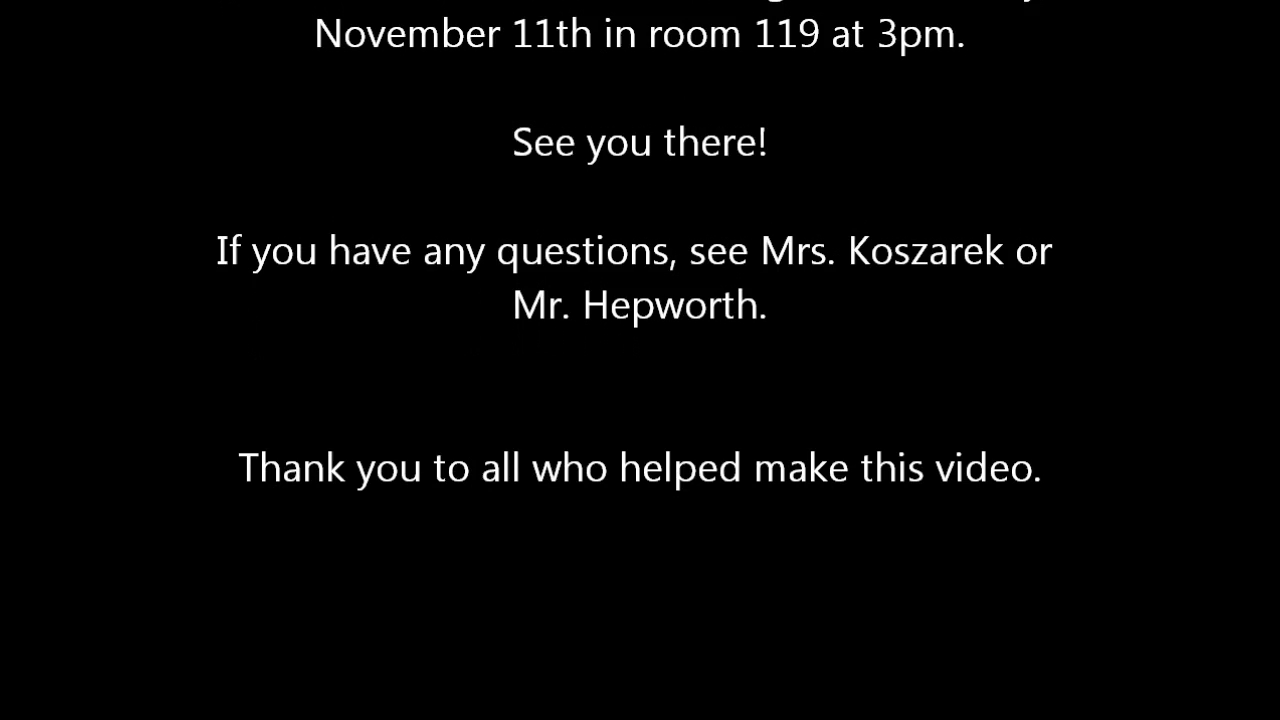 November 11th in room 119 at 3pm.
See you there!
If you have any questions, see Mrs. Koszarek or
Mr. Hepworth.
Thank you to all who helped make this video.